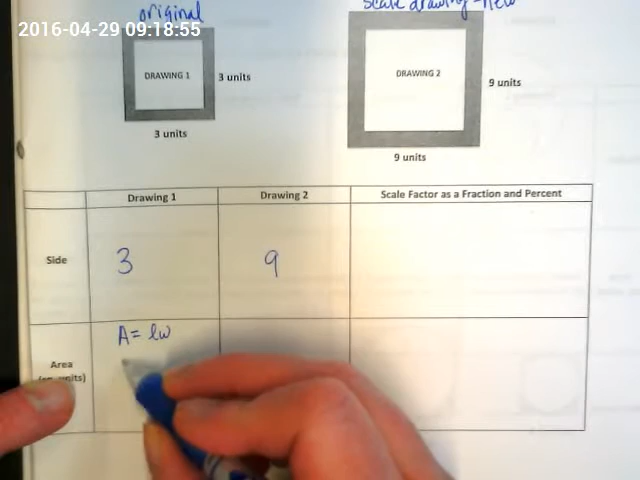 original
scale drawing - new
2016-04-29 09:18:55
DRAWING 1
3 units
3 units
DRAWING 2
9 units
9 units
Drawing 1
Drawing 2
Scale Factor as a Fraction and Percent
Side
3
9
A = lw
Area
units)